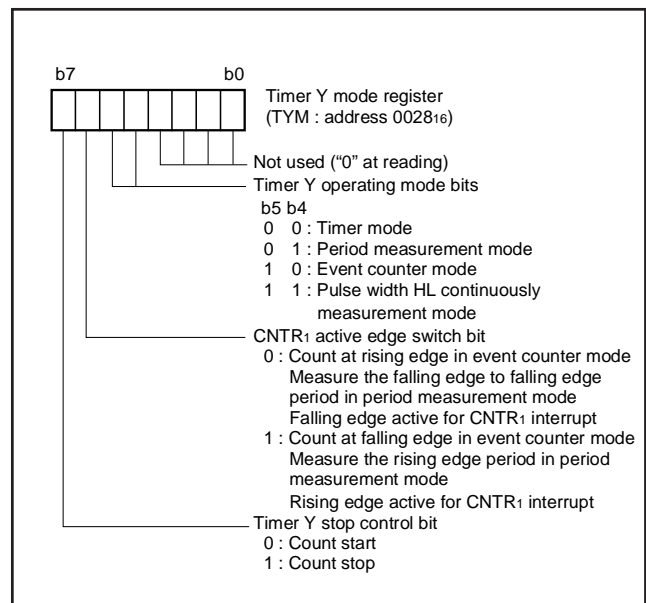 b7 b0
Timer Y mode register
(TYM : address 002816)
Not used (“0” at reading)
Timer Y operating mode bits
b5 b4
0 0 : Timer mode
0 1 : Period measurement mode
1 0 : Event counter mode
1 1 : Pulse width HL continuously
measurement mode
CNTR1 active edge switch bit
0 : Count at rising edge in event counter mode
Measure the falling edge to falling edge
period in period measurement mode
Falling edge active for CNTR1 interrupt
1 : Count at falling edge in event counter mode
Measure the rising edge period in period
measurement mode
Rising edge active for CNTR1 interrupt
Timer Y stop control bit
0 : Count start
1 : Count stop